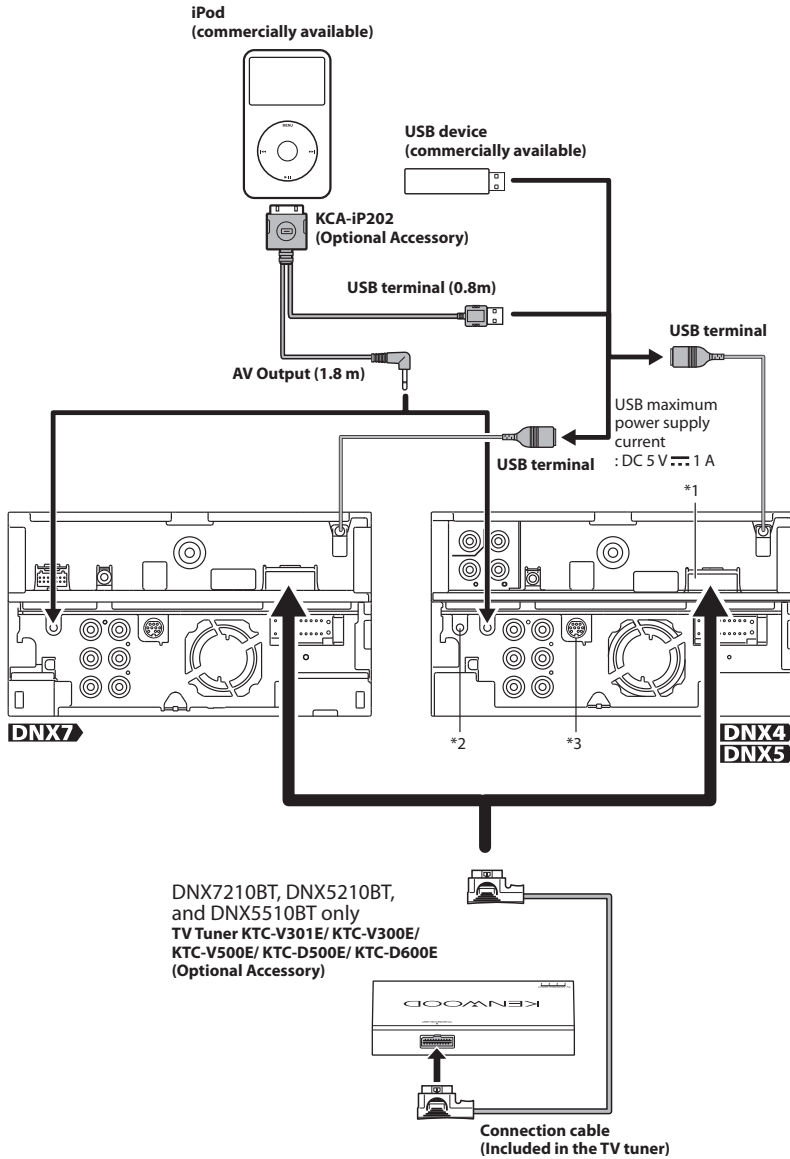 iPod
(commercially available)
USB device
(commercially available)
MENU
KCA-iP202
(Optional Accessory)
USB terminal (0.8m)
USB terminal
AV Output (1.8 m)
USB maximum
power supply
current
: DC 5 V ⎓ 1 A
USB terminal
*1
DNX7
*2
*3
DNX4
DNX5
DNX7210BT, DNX5210BT,
and DNX5510BT only
TV Tuner KTC-V301E/ KTC-V300E/
KTC-V500E/ KTC-D500E/ KTC-D600E
(Optional Accessory)
KENWOOD
Connection cable
(Included in the TV tuner)